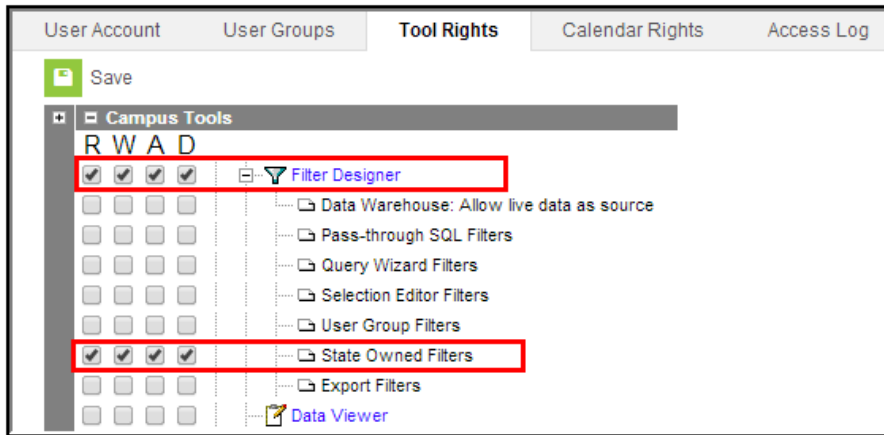 User Account User Groups Tool Rights Calendar Rights Access Log
Save
Campus Tools
R W A D
Filter Designer
Data Warehouse: Allow live data as source
Pass-through SQL Filters
Query Wizard Filters
Selection Editor Filters
User Group Filters
State Owned Filters
Export Filters
Data Viewer